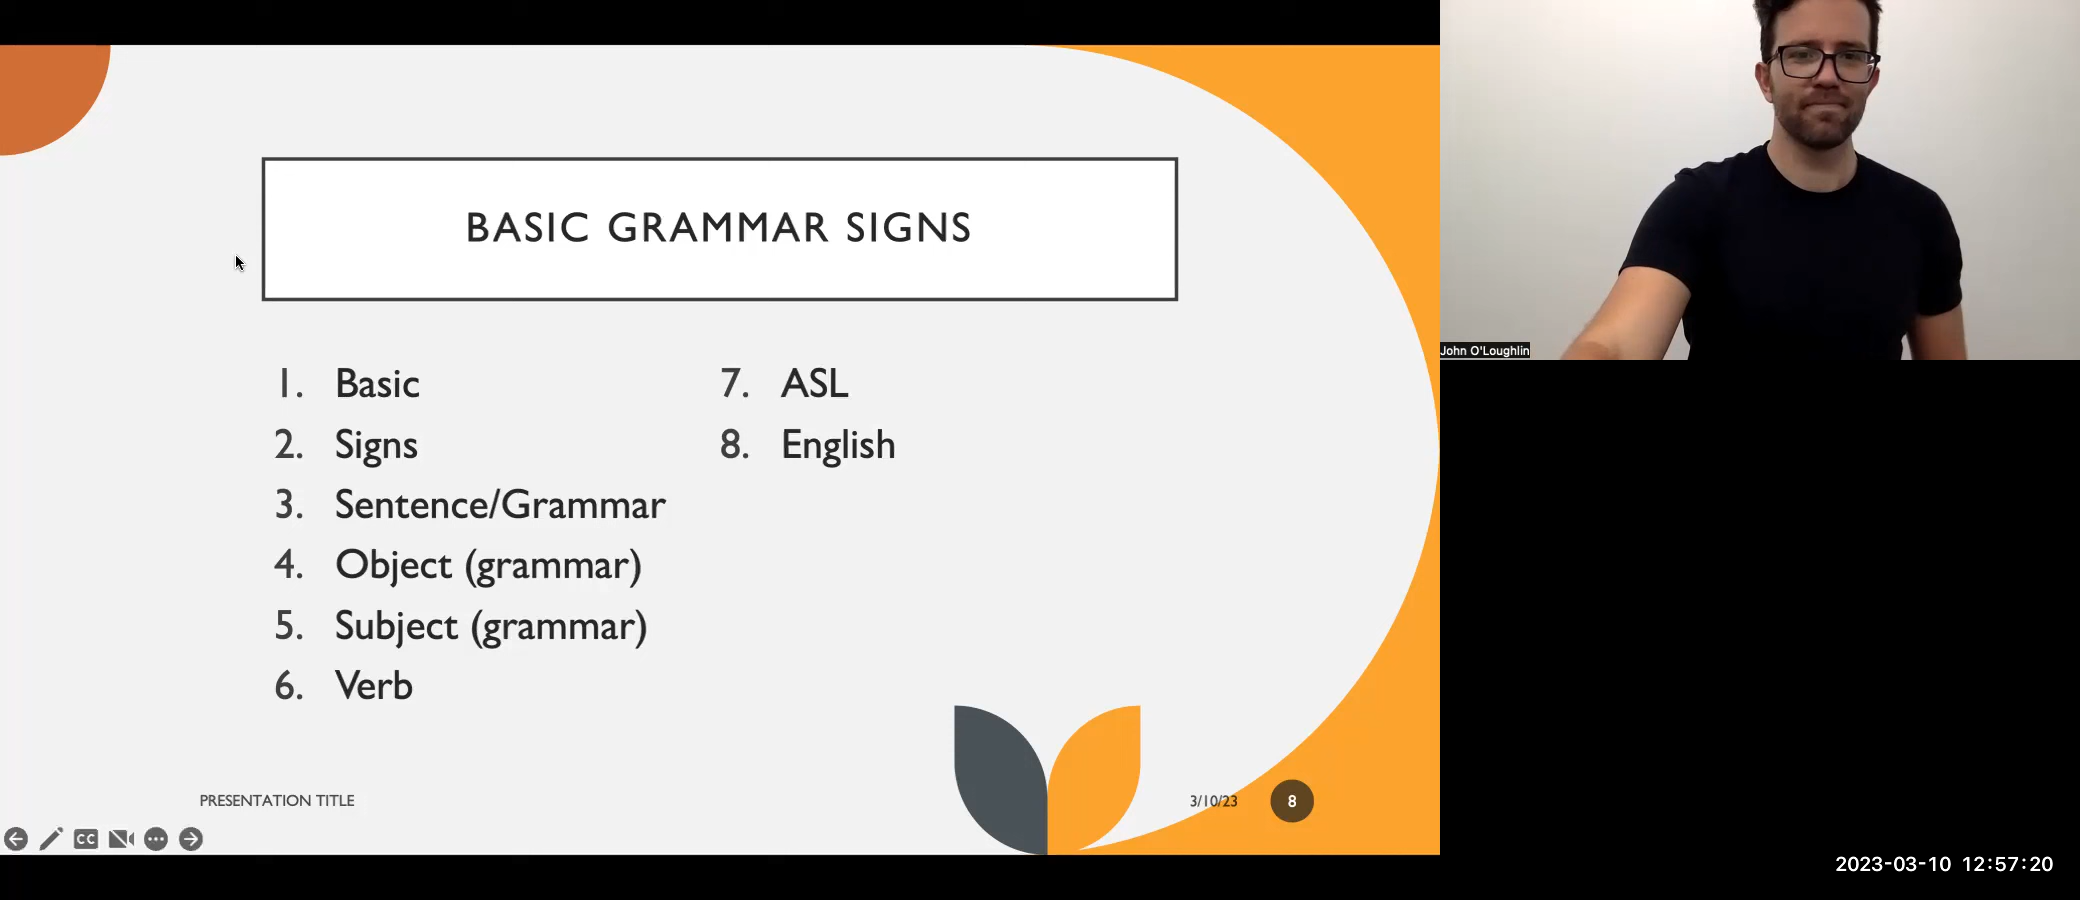 BASIC GRAMMAR SIGNS
1. Basic
2. Signs
3. Sentence/Grammar
4. Object (grammar)
5. Subject (grammar)
6. Verb
7. ASL
8. English
PRESENTATION TITLE
3/10/23
8
CC
John O'Loughlin
2023-03-10 12:57:20